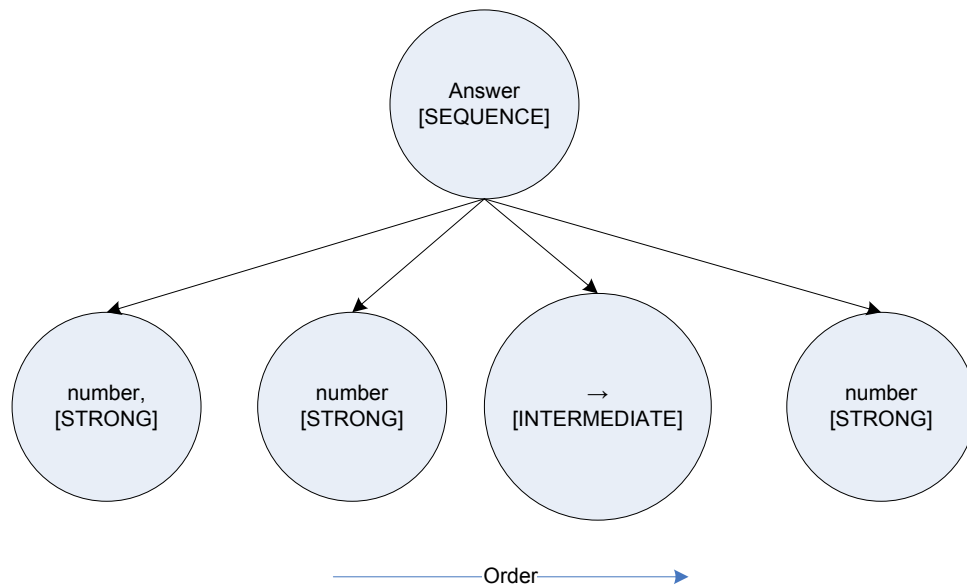 Answer
[SEQUENCE]
number,
[STRONG]
number
[STRONG]
→
[INTERMEDIATE]
number
[STRONG]
Order